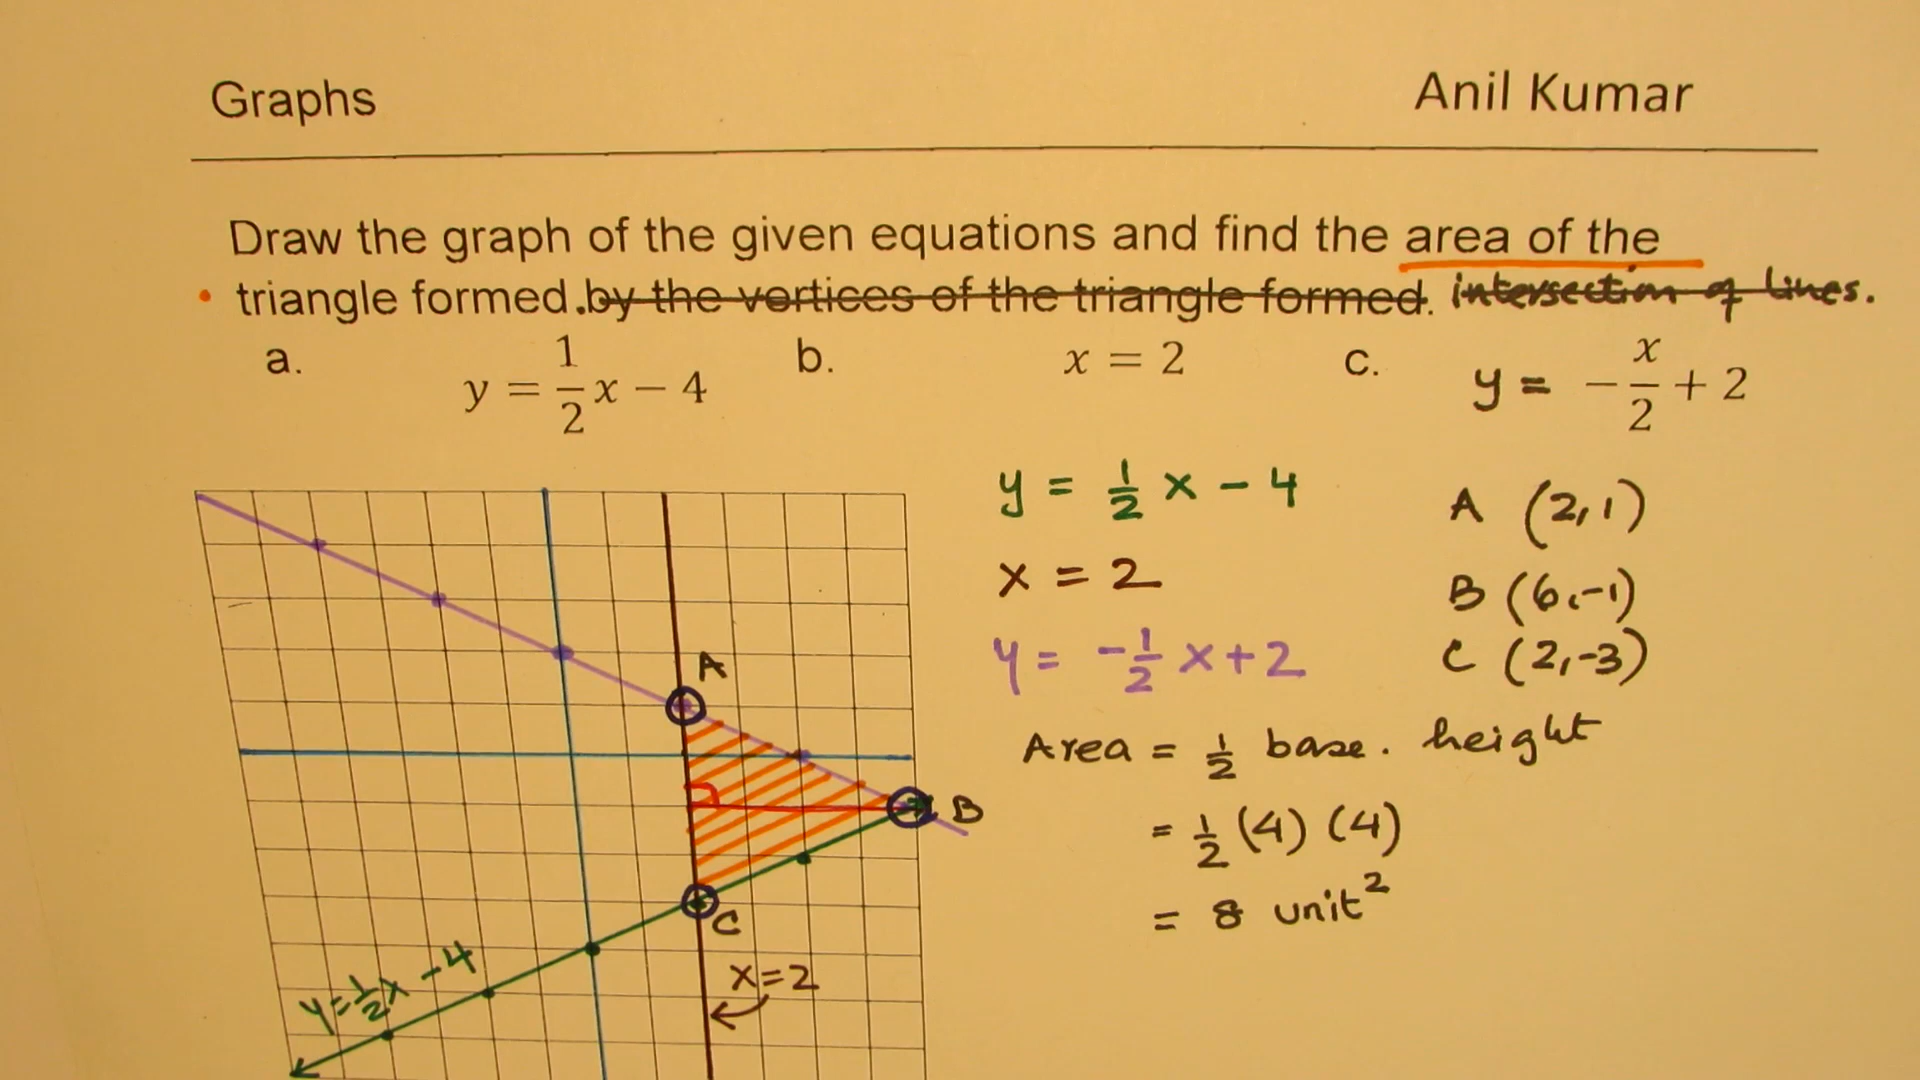 Graphs
Anil Kumar
Draw the graph of the given equations and find the area of the
• triangle formed. by the vertices of the triangle formed. intersection of lines.
a. y = 1/2 x − 4
b. x = 2
c. y = − x/2 + 2
y = 1/2 x − 4
x = 2
y = −1/2 x + 2
A (2, 1)
B (6, −1)
C (2, −3)
Area = 1/2 base . height
= 1/2 (4) (4)
= 8 unit²
A
B
C
x = 2
y = 1/2 x − 4